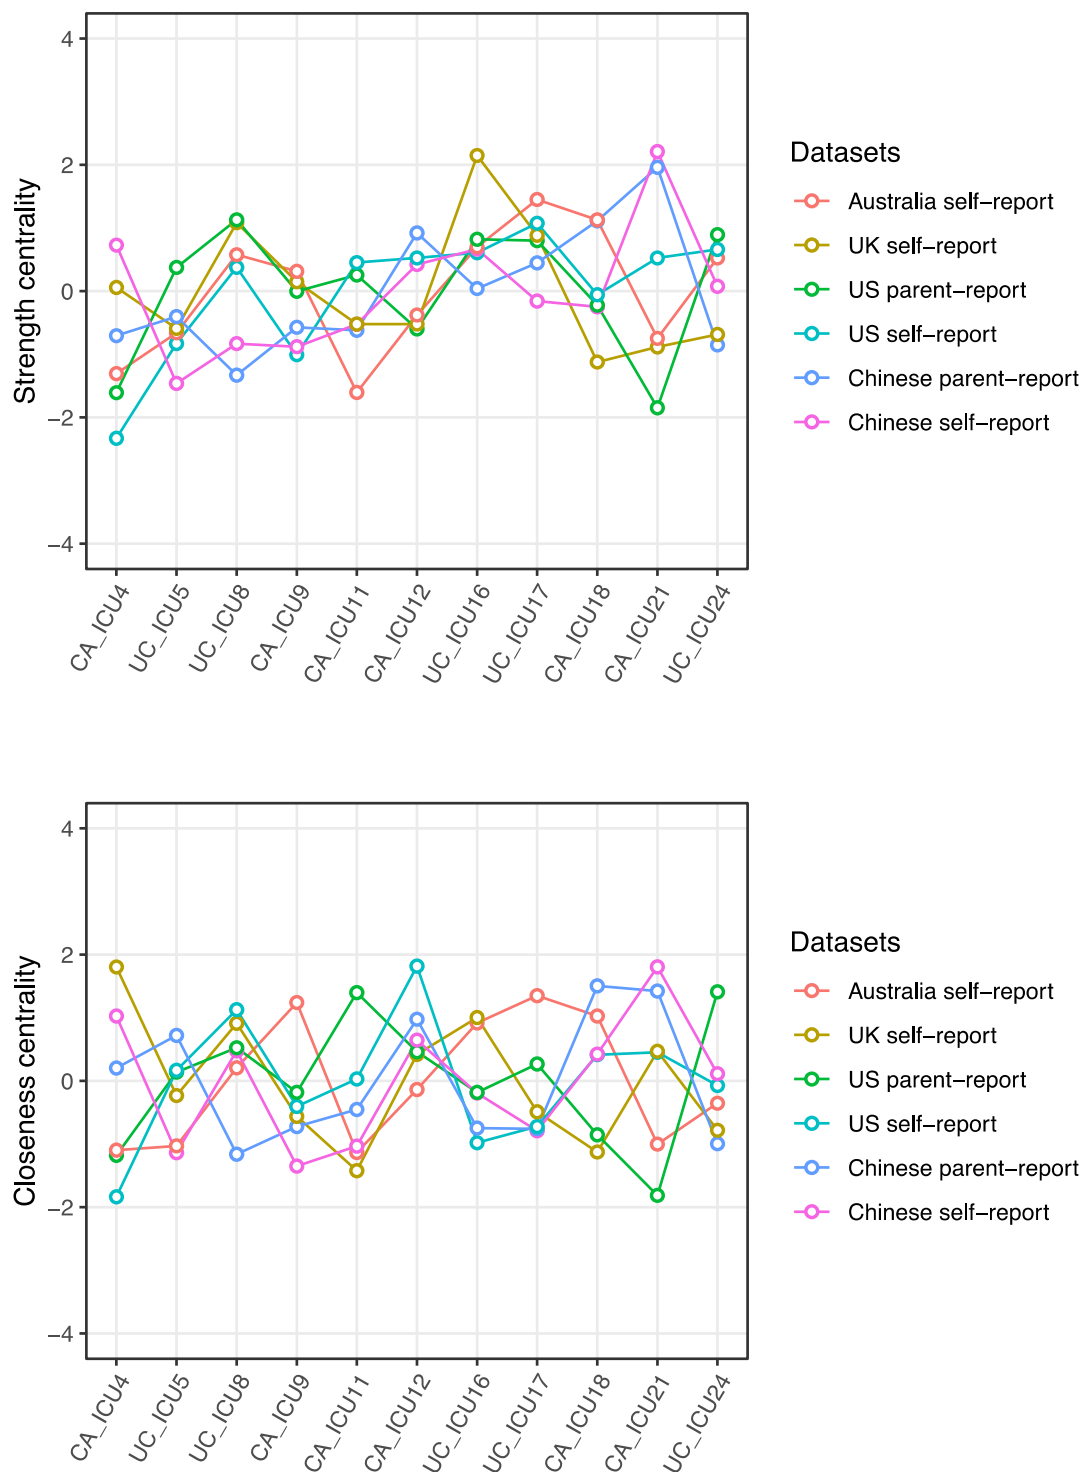 Strength centrality
4
2
0
−2
−4
CA_ICU4
UC_ICU5
UC_ICU8
CA_ICU9
CA_ICU11
CA_ICU12
UC_ICU16
UC_ICU17
CA_ICU18
CA_ICU21
UC_ICU24
Datasets
Australia self−report
UK self−report
US parent−report
US self−report
Chinese parent−report
Chinese self−report
Closeness centrality
4
2
0
−2
−4
CA_ICU4
UC_ICU5
UC_ICU8
CA_ICU9
CA_ICU11
CA_ICU12
UC_ICU16
UC_ICU17
CA_ICU18
CA_ICU21
UC_ICU24
Datasets
Australia self−report
UK self−report
US parent−report
US self−report
Chinese parent−report
Chinese self−report